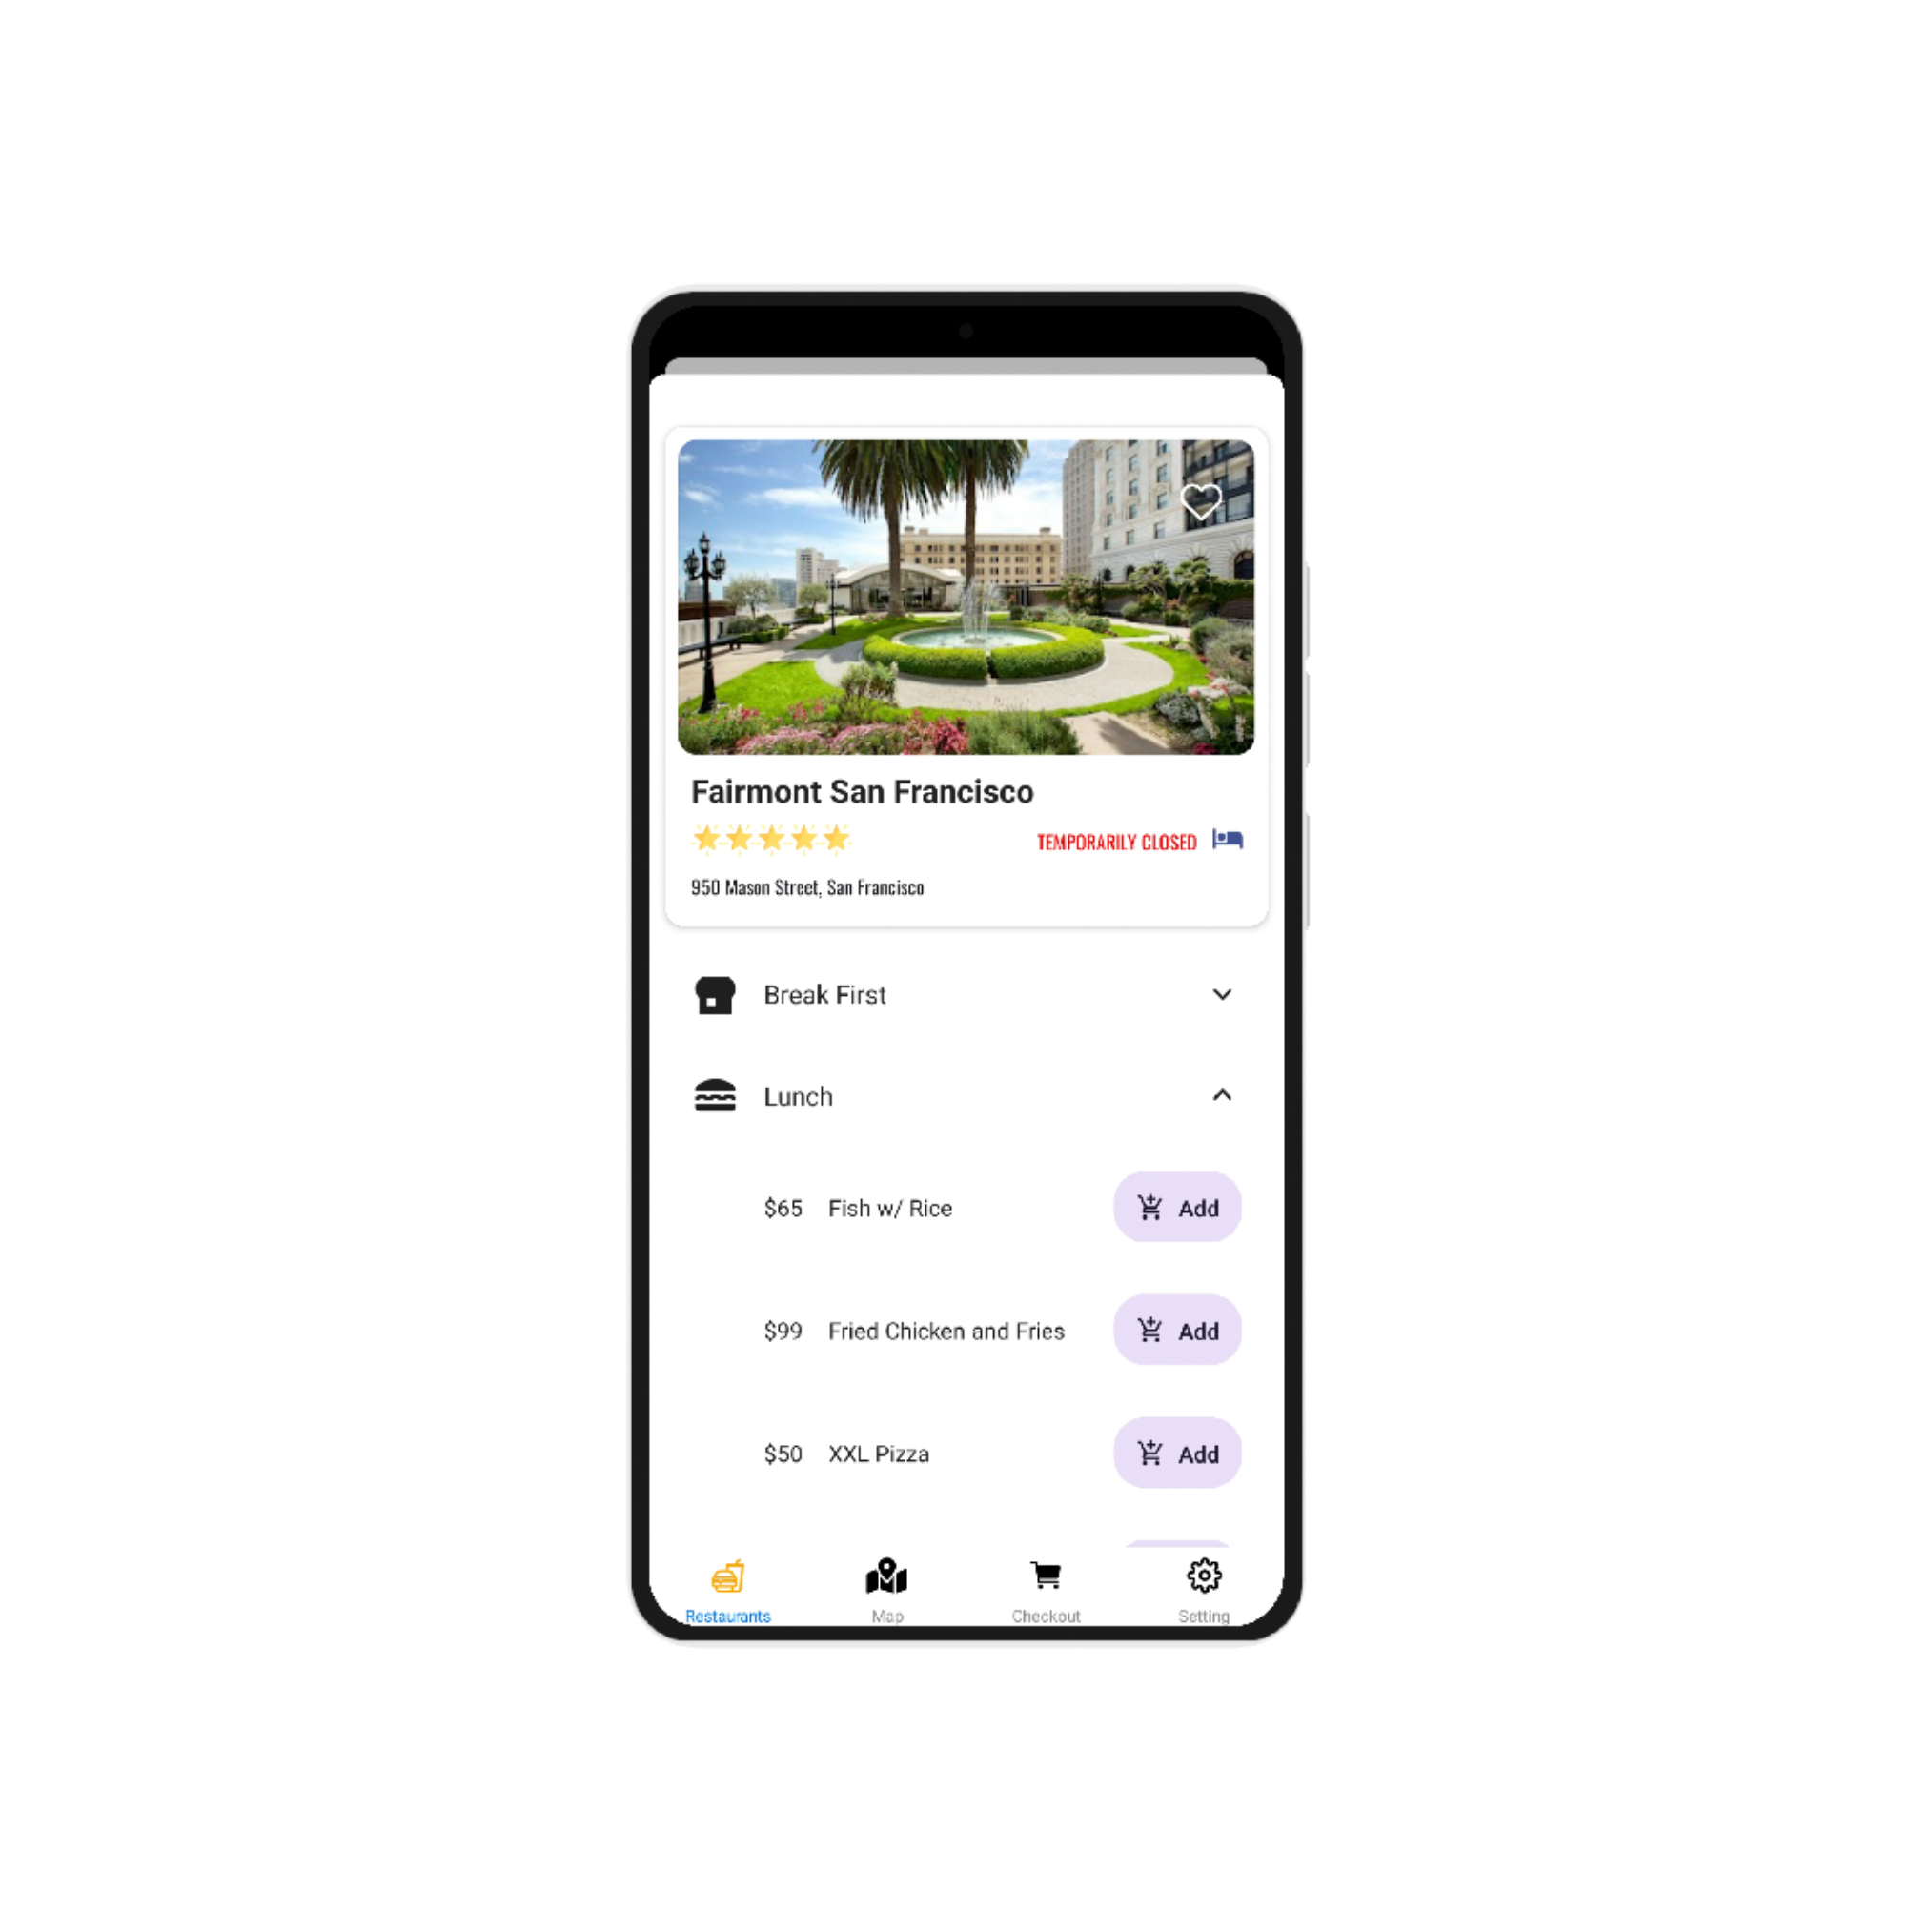 Fairmont San Francisco
TEMPORARILY CLOSED
950 Mason Street, San Francisco
Break First
Lunch
$65 Fish w/ Rice Add
$99 Fried Chicken and Fries Add
$50 XXL Pizza Add
Restaurants Map Checkout Setting